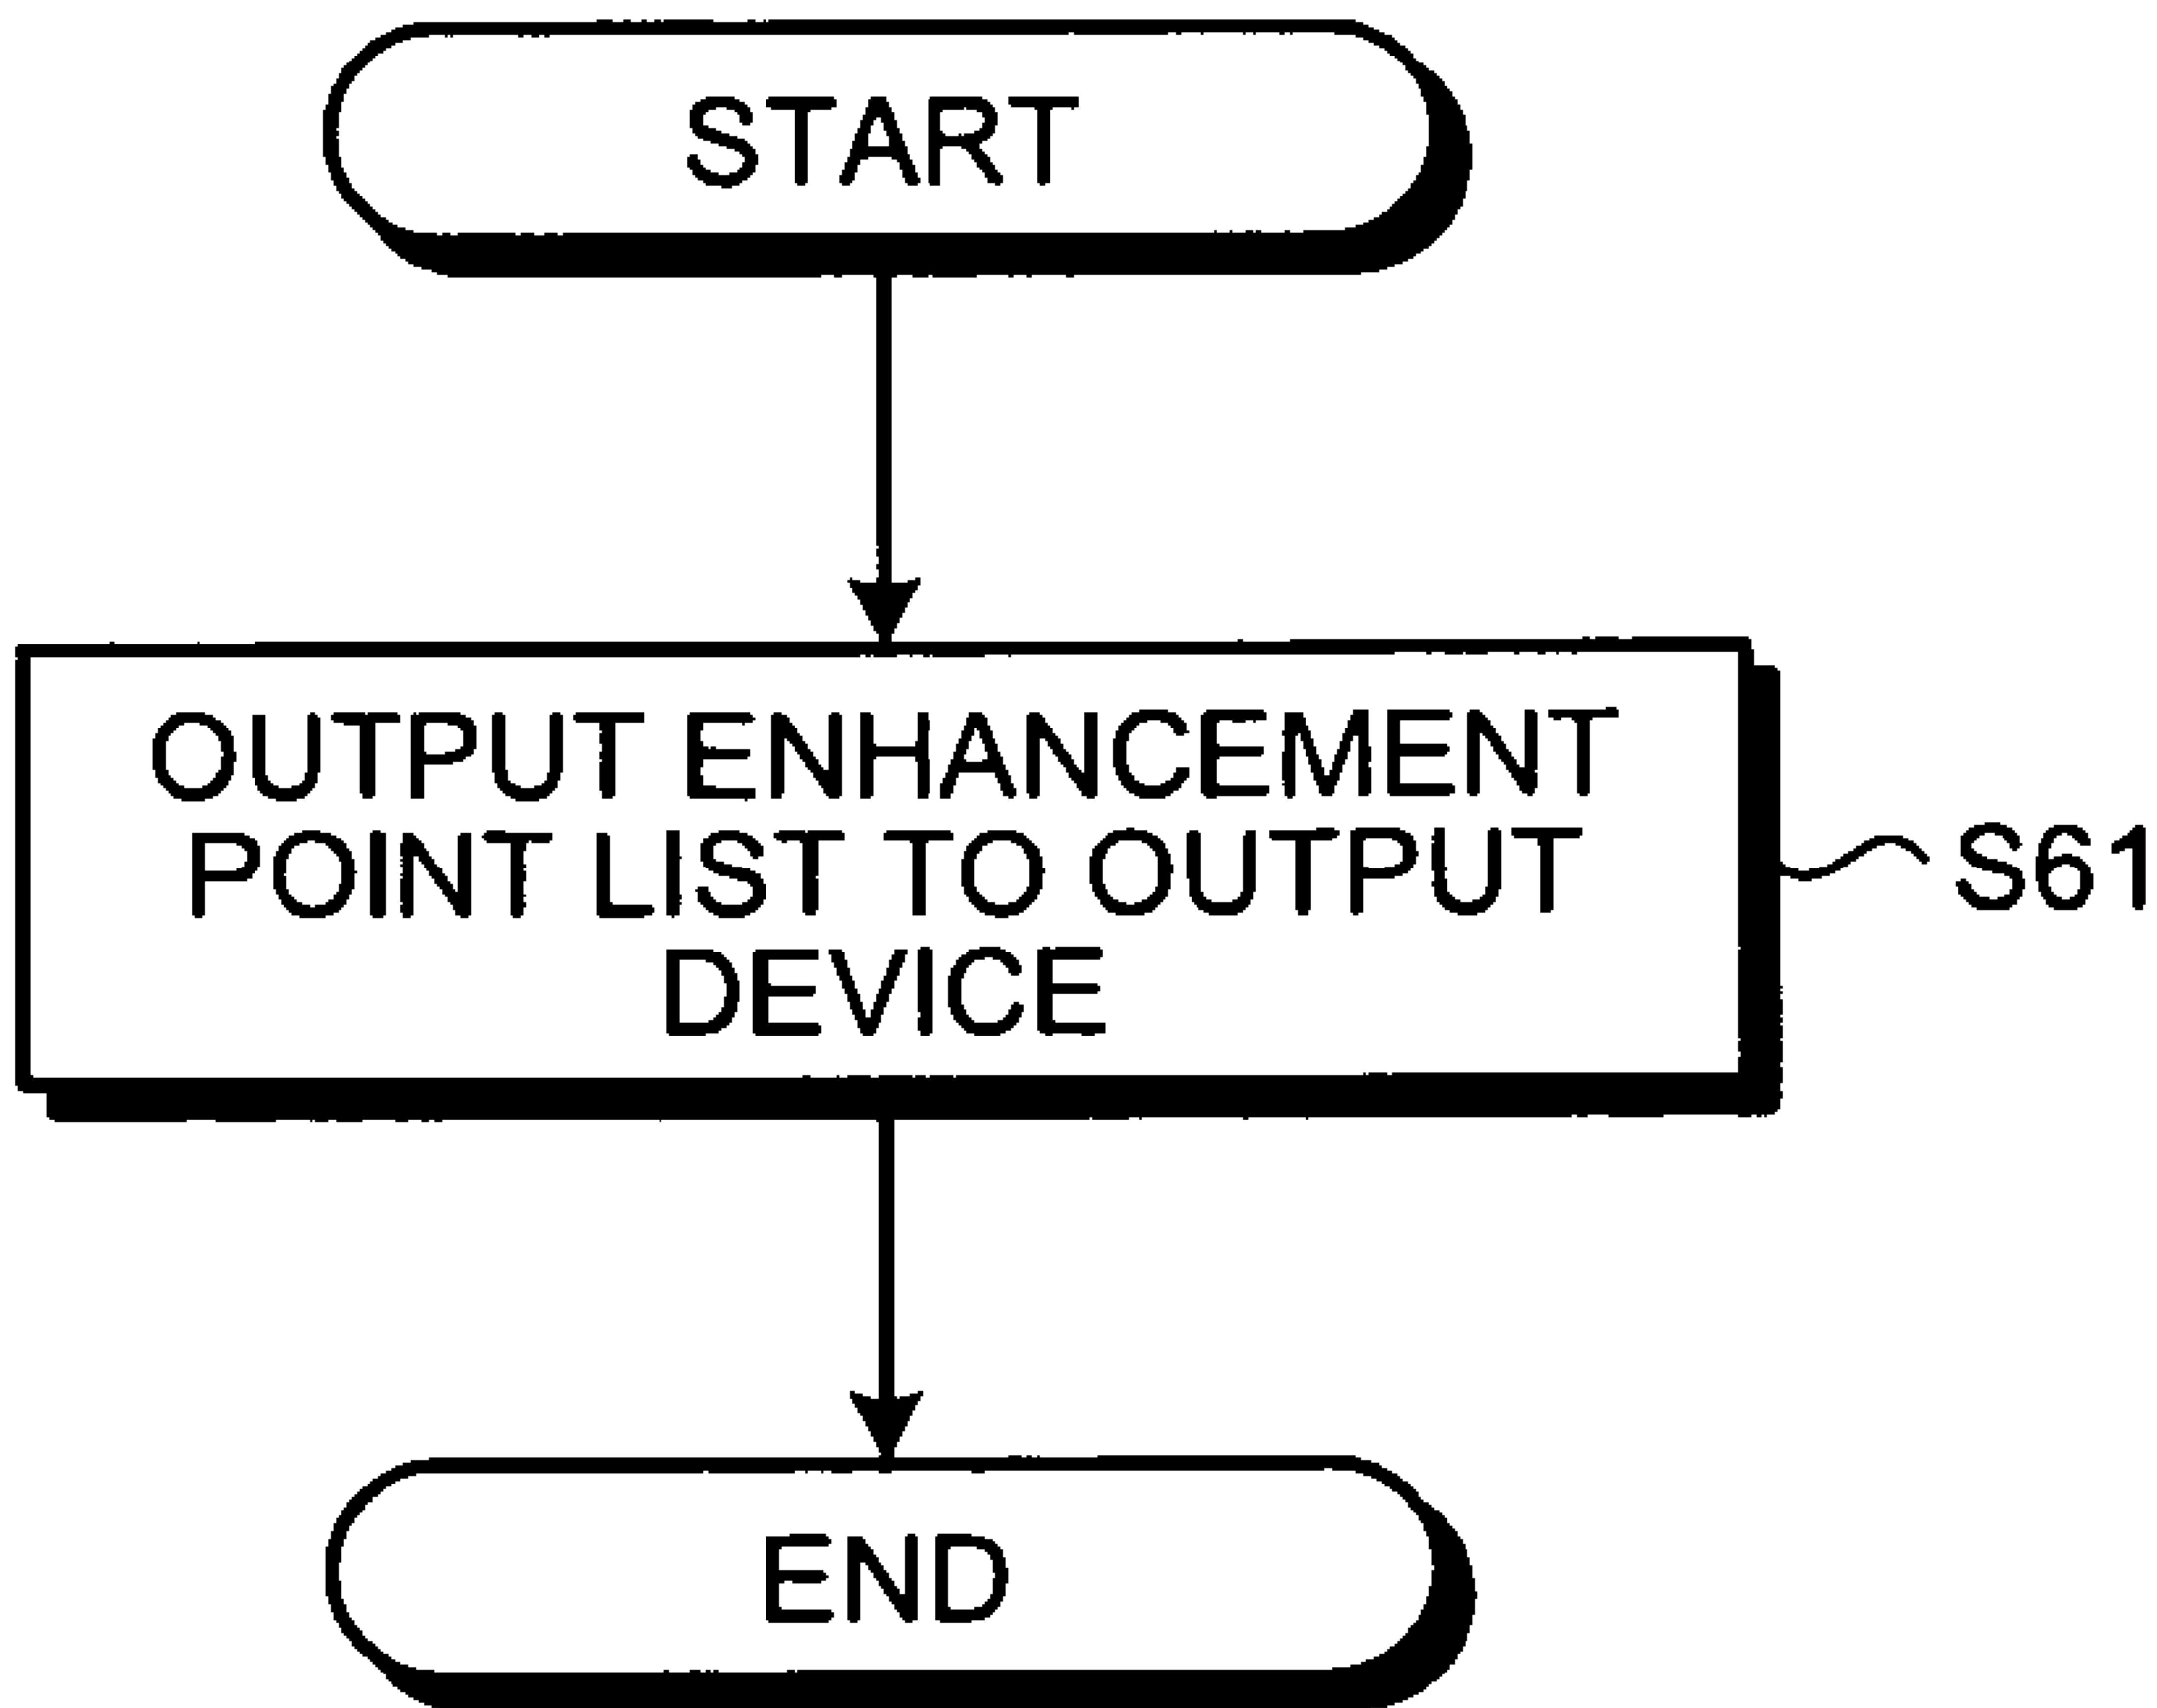 START
OUTPUT ENHANCEMENT
POINT LIST TO OUTPUT
DEVICE
S61
END